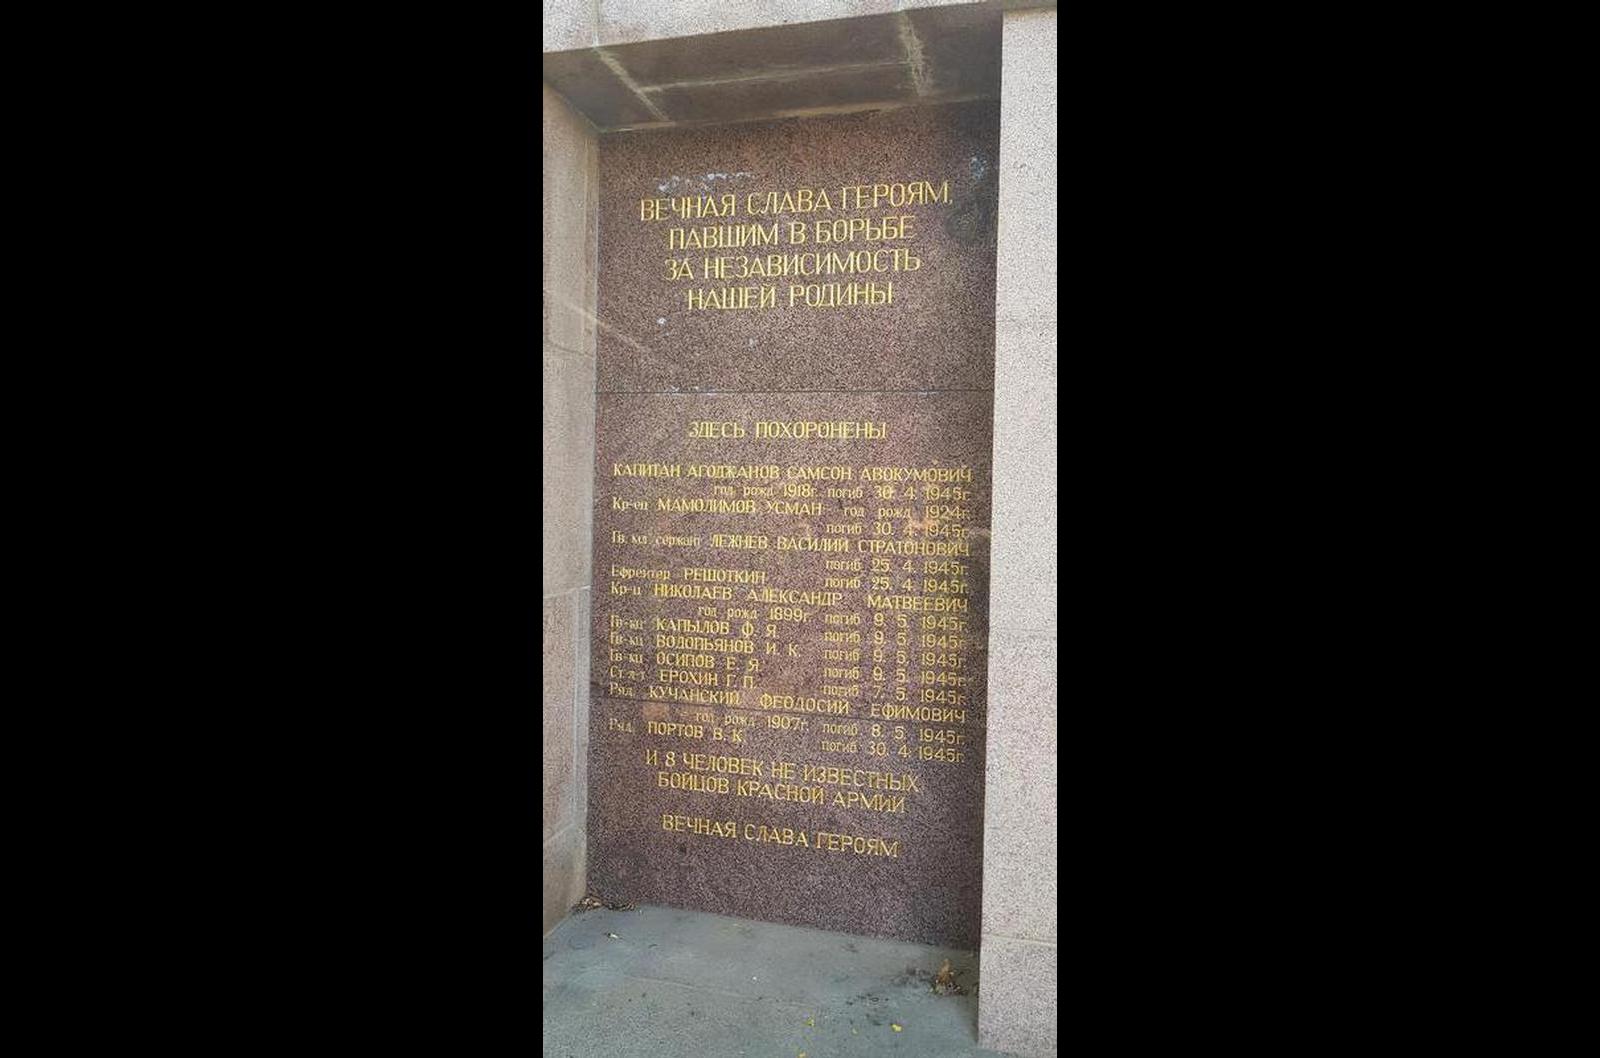 ВЕЧНАЯ СЛАВА ГЕРОЯМ,
ПАВШИМ В БОРЬБЕ
ЗА НЕЗАВИСИМОСТЬ
НАШЕЙ РОДИНЫ
ЗДЕСЬ ПОХОРОНЕНЫ
КАПИТАН АГОДЖАНОВ САМСОН АВОКУМОВИЧ
год рожд 1918г. погиб 30. 4. 1945г.
Кр-ец МАМОЛИМОВ УСМАН год рожд 1924г.
погиб 30. 4. 1945г.
Гв. мл. сержант ЛЕЖНЕВ ВАСИЛИЙ СТРАТОНОВИЧ
погиб 25. 4. 1945г.
Ефрейтер РЕШОТКИН погиб 25. 4. 1945г.
Кр-ц НИКОЛАЕВ АЛЕКСАНДР МАТВЕЕВИЧ
год рожд 1899г. погиб 9. 5. 1945г.
Гв-кц КАПЫЛОВ Ф. Я. погиб 9. 5. 1945г.
Гв-кц ВОДОПЬЯНОВ И. К. погиб 9. 5. 1945г.
Гв-кц ОСИПОВ Е. Я. погиб 9. 5. 1945г.
Ст л-т ЕРОХИН Г. П. погиб 7. 5. 1945г.
Ряд. КУЧАНСКИЙ ФЕОДОСИЙ ЕФИМОВИЧ
год рожд 1907г. погиб 8. 5. 1945г.
Ряд. ПОРТОВ В. К. погиб 30. 4. 1945г.
И 8 ЧЕЛОВЕК НЕ ИЗВЕСТНЫХ
БОЙЦОВ КРАСНОЙ АРМИИ
ВЕЧНАЯ СЛАВА ГЕРОЯМ